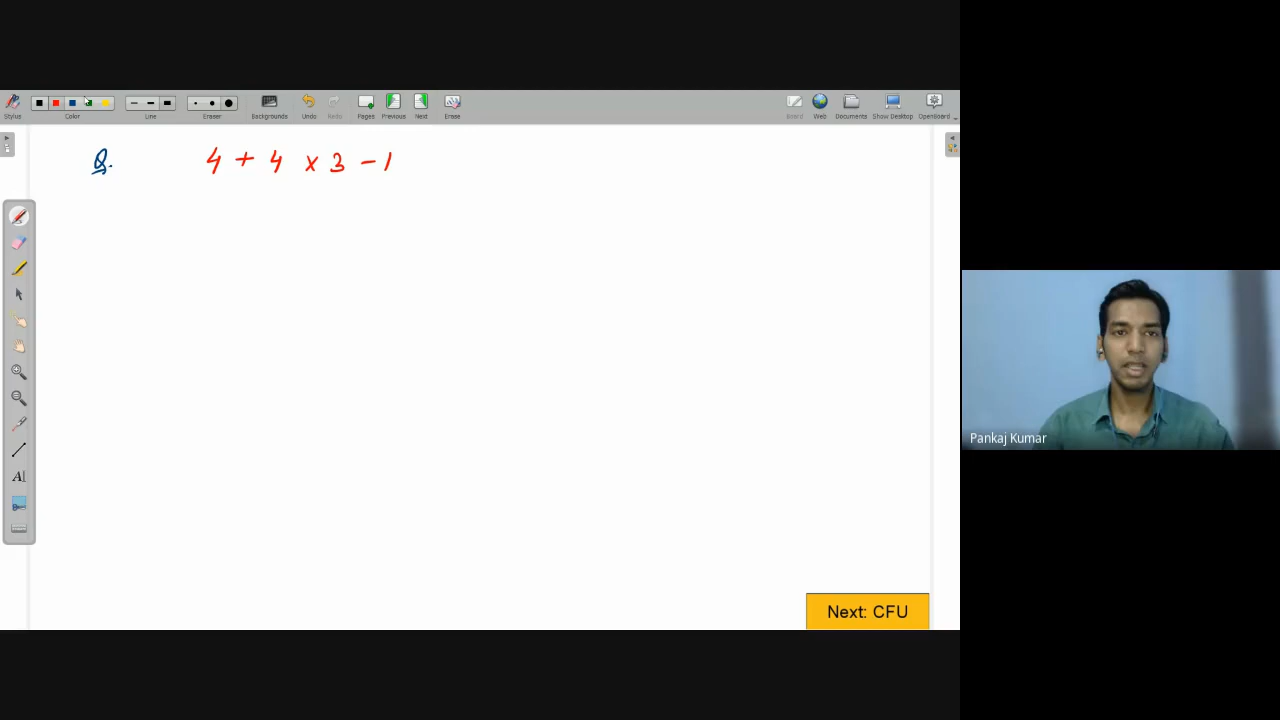 Stylus Color Line Eraser Backgrounds Undo Redo Pages Previous Next Erase Board Web Documents Show Desktop OpenBoard
Q. 4 + 4 x 3 - 1
Pankaj Kumar
Next: CFU